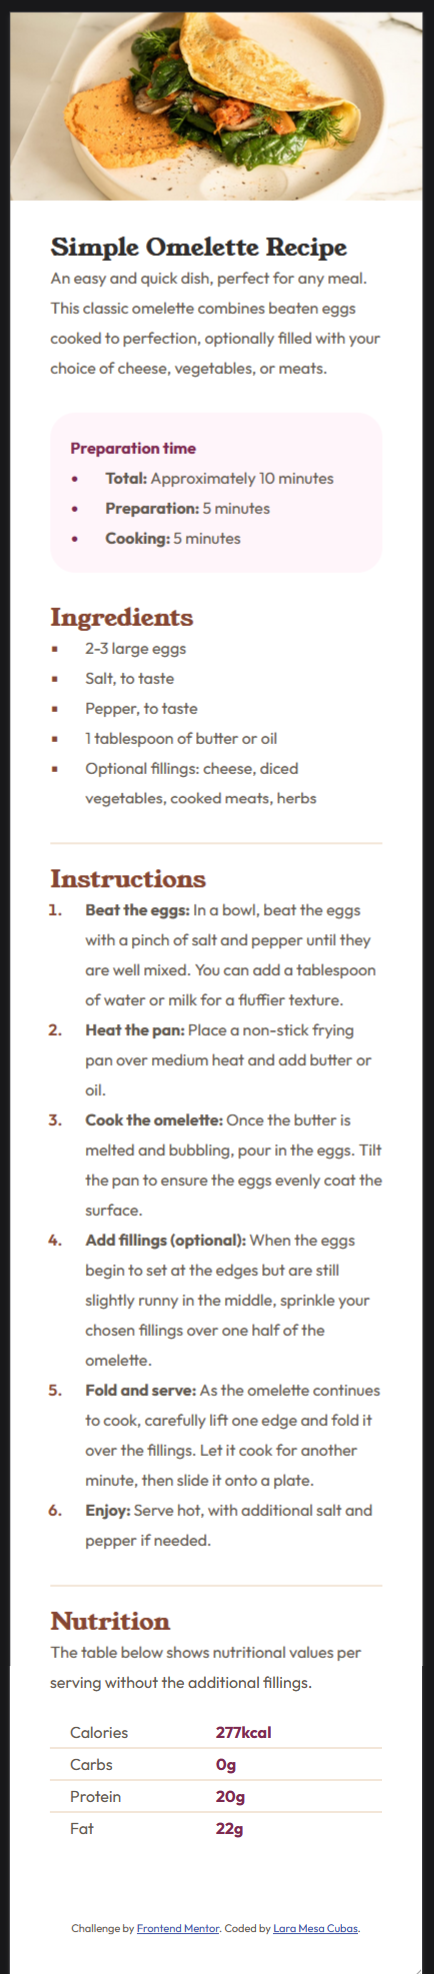 Simple Omelette Recipe
An easy and quick dish, perfect for any meal.
This classic omelette combines beaten eggs
cooked to perfection, optionally filled with your
choice of cheese, vegetables, or meats.
Preparation time
• Total: Approximately 10 minutes
• Preparation: 5 minutes
• Cooking: 5 minutes
Ingredients
▪ 2-3 large eggs
▪ Salt, to taste
▪ Pepper, to taste
▪ 1 tablespoon of butter or oil
▪ Optional fillings: cheese, diced
vegetables, cooked meats, herbs
Instructions
1. Beat the eggs: In a bowl, beat the eggs
with a pinch of salt and pepper until they
are well mixed. You can add a tablespoon
of water or milk for a fluffier texture.
2. Heat the pan: Place a non-stick frying
pan over medium heat and add butter or
oil.
3. Cook the omelette: Once the butter is
melted and bubbling, pour in the eggs. Tilt
the pan to ensure the eggs evenly coat the
surface.
4. Add fillings (optional): When the eggs
begin to set at the edges but are still
slightly runny in the middle, sprinkle your
chosen fillings over one half of the
omelette.
5. Fold and serve: As the omelette continues
to cook, carefully lift one edge and fold it
over the fillings. Let it cook for another
minute, then slide it onto a plate.
6. Enjoy: Serve hot, with additional salt and
pepper if needed.
Nutrition
The table below shows nutritional values per
serving without the additional fillings.
Calories 277kcal
Carbs 0g
Protein 20g
Fat 22g
Challenge by Frontend Mentor. Coded by Lara Mesa Cubas.